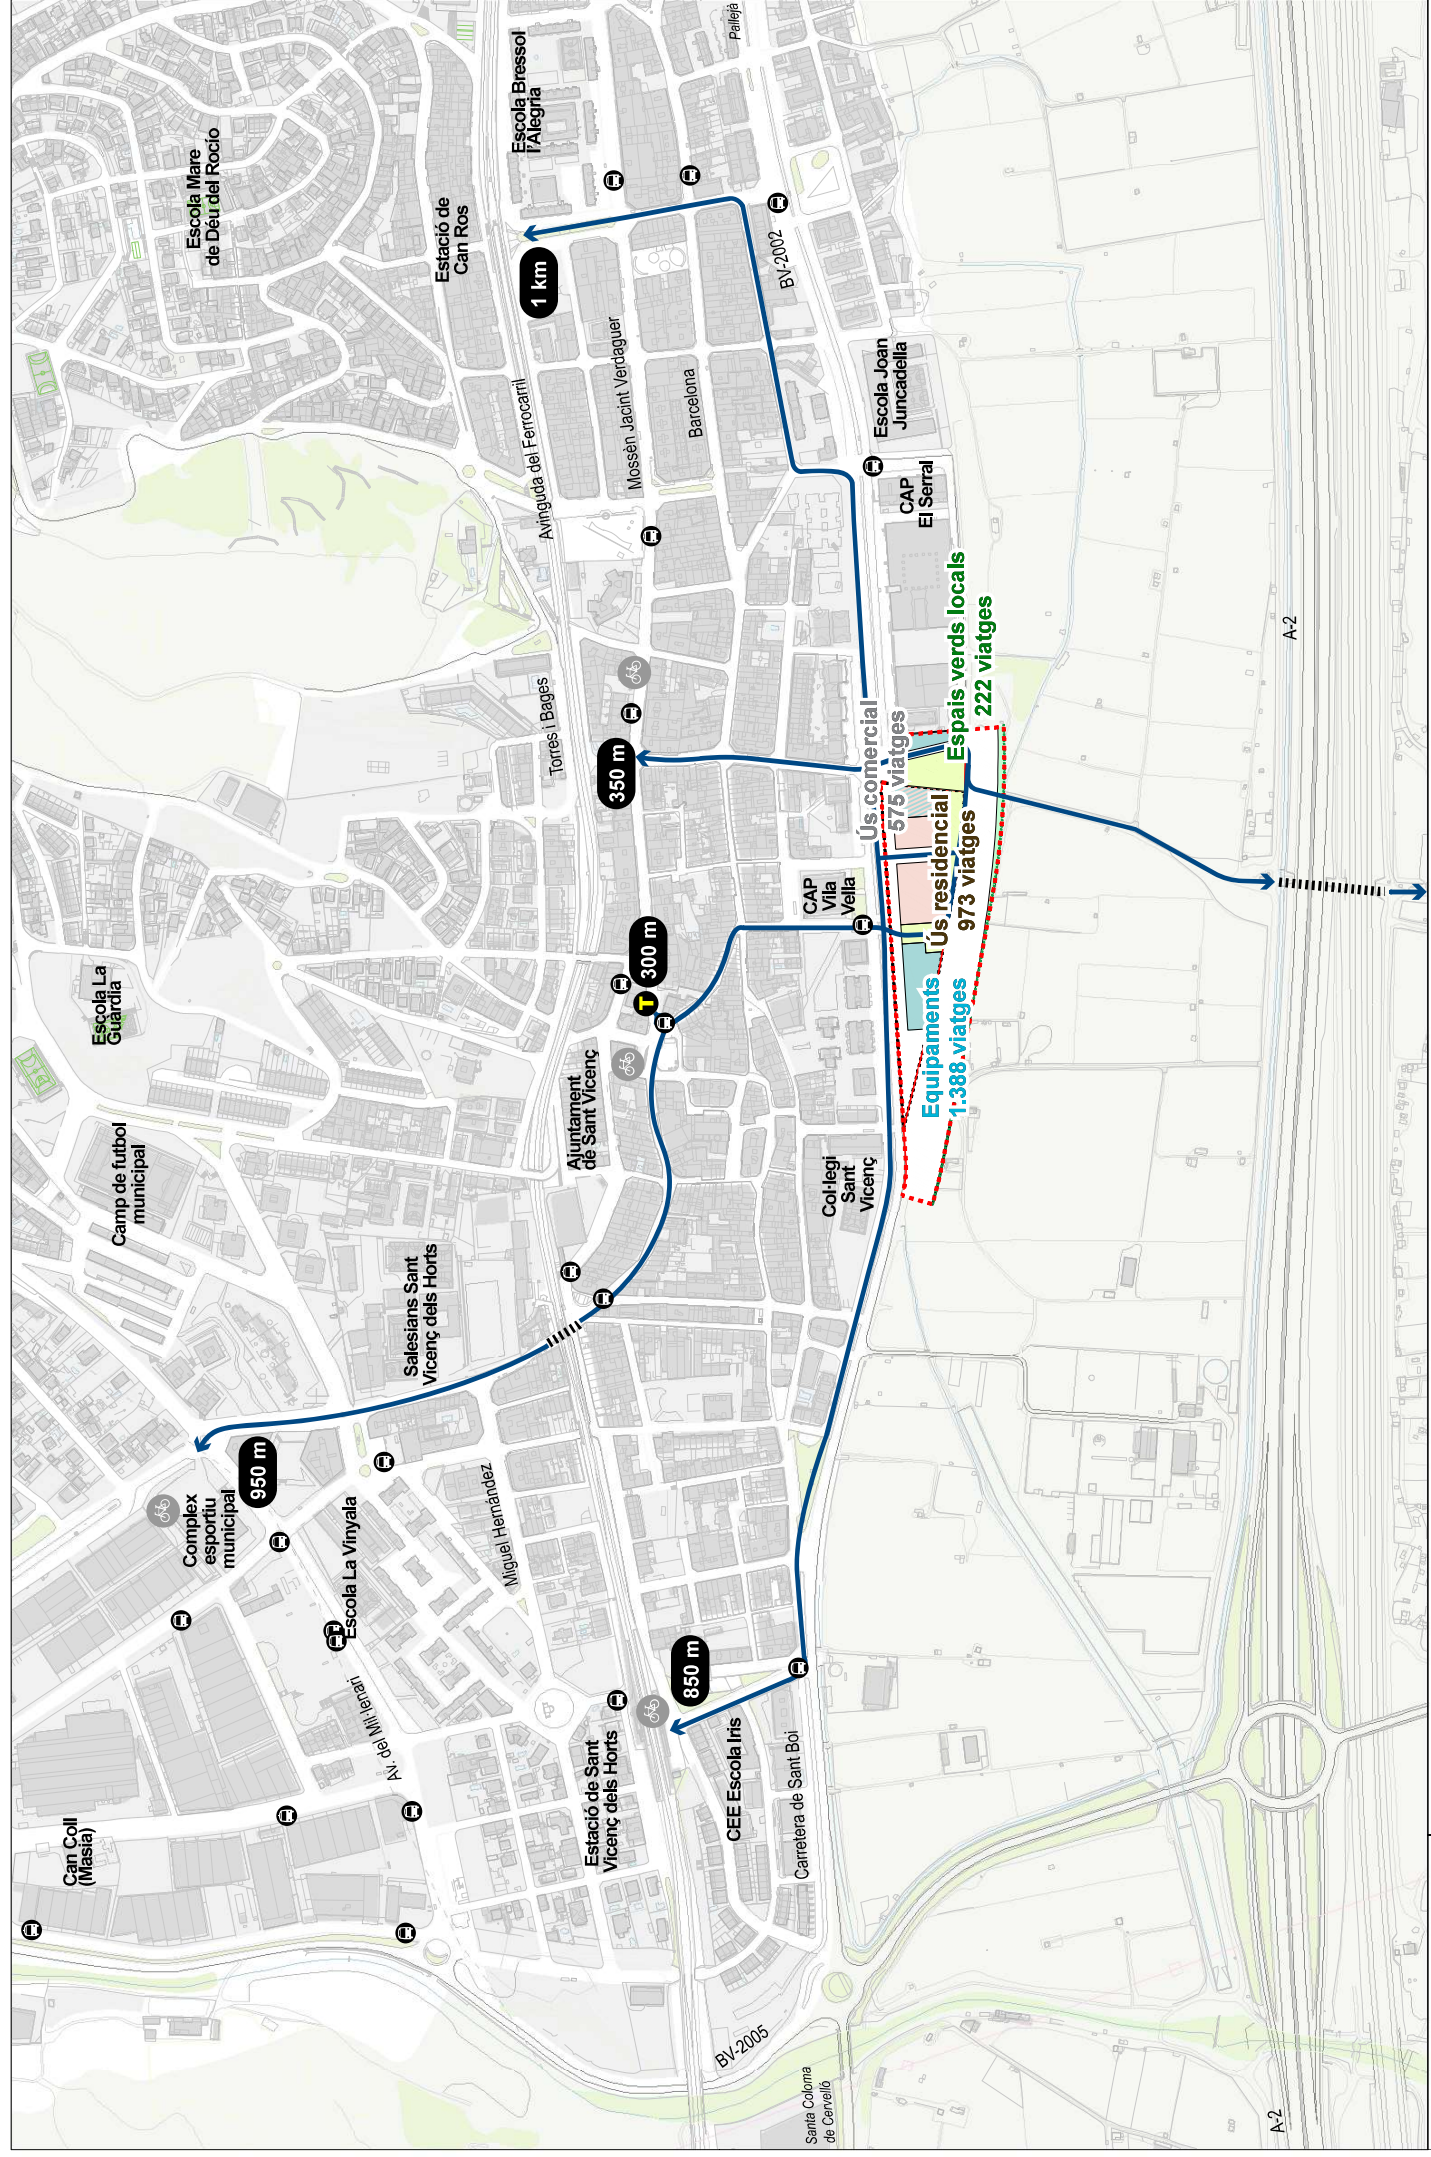 Can Coll
(Masia)
Complex
esportiu
municipal
950 m
Camp de futbol
municipal
Escola La
Guàrdia
Escola Mare
de Déu del Rocío
Estació de
Can Ros
Escola Bressol
l'Alegria
1 km
Av. del Mil·lenari
Escola La Vinyala
Salesians Sant
Vicenç dels Horts
Miguel Hernández
Ajuntament
de Sant Vicenç
T
300 m
Torres i Bages
350 m
Avinguda del Ferrocarril
Mossèn Jacint Verdaguer
Barcelona
Pallejà
BV-2002
Estació de Sant
Vicenç dels Horts
850 m
CEE Escola Iris
Carretera de Sant Boi
BV-2005
Santa Coloma
de Cervelló
Col·legi
Sant
Vicenç
CAP
Vila
Vella
Escola Joan
Juncadella
CAP
El Serral
Ús comercial
575 viatges
Espais verds locals
222 viatges
Ús residencial
973 viatges
Equipaments
1.388 viatges
A-2
A-2